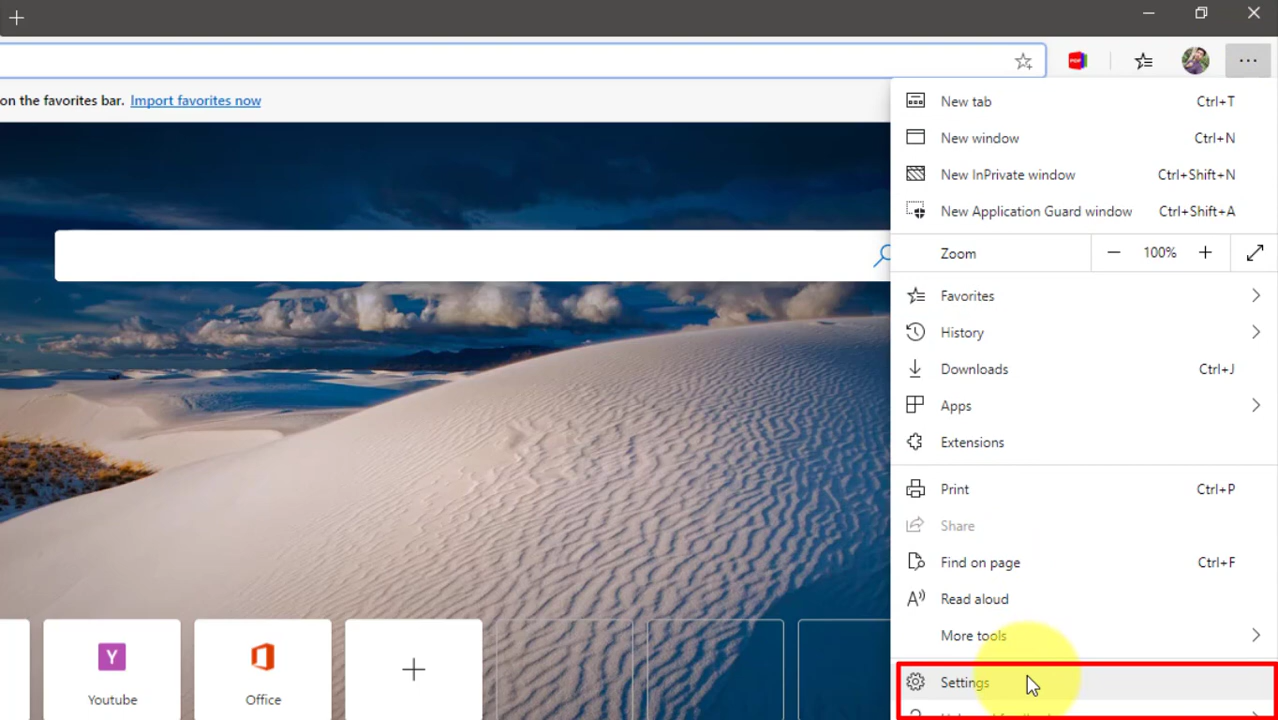 on the favorites bar. Import favorites now
PDF
New tab Ctrl+T
New window Ctrl+N
New InPrivate window Ctrl+Shift+N
New Application Guard window Ctrl+Shift+A
Zoom 100%
Favorites
History
Downloads Ctrl+J
Apps
Extensions
Print Ctrl+P
Share
Find on page Ctrl+F
Read aloud
More tools
Settings
Y
Youtube
Office